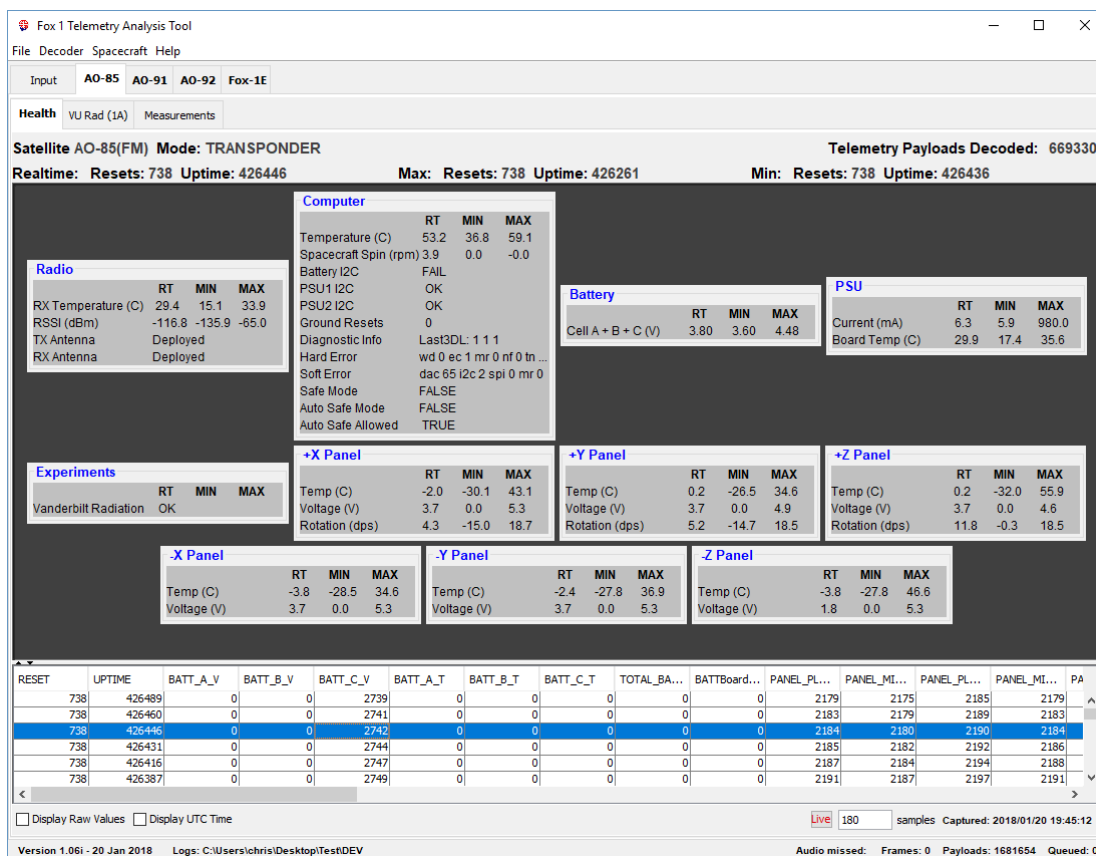 Fox 1 Telemetry Analysis Tool
File Decoder Spacecraft Help
Input AO-85 AO-91 AO-92 Fox-1E
Health VU Rad (1A) Measurements
Satellite AO-85(FM) Mode: TRANSPONDER Telemetry Payloads Decoded: 669330
Realtime: Resets: 738 Uptime: 426446 Max: Resets: 738 Uptime: 426261 Min: Resets: 738 Uptime: 426436
Computer
RT MIN MAX
Temperature (C) 53.2 36.8 59.1
Spacecraft Spin (rpm) 3.9 0.0 -0.0
Battery I2C FAIL
PSU1 I2C OK
PSU2 I2C OK
Ground Resets 0
Diagnostic Info Last3DL: 1 1 1
Hard Error wd 0 ec 1 mr 0 nf 0 tn ...
Soft Error dac 65 i2c 2 spi 0 mr 0
Safe Mode FALSE
Auto Safe Mode FALSE
Auto Safe Allowed TRUE
Radio
RT MIN MAX
RX Temperature (C) 29.4 15.1 33.9
RSSI (dBm) -116.8 -135.9 -65.0
TX Antenna Deployed
RX Antenna Deployed
Battery
RT MIN MAX
Cell A + B + C (V) 3.80 3.60 4.48
PSU
RT MIN MAX
Current (mA) 6.3 5.9 980.0
Board Temp (C) 29.9 17.4 35.6
Experiments
RT MIN MAX
Vanderbilt Radiation OK
+X Panel
RT MIN MAX
Temp (C) -2.0 -30.1 43.1
Voltage (V) 3.7 0.0 5.3
Rotation (dps) 4.3 -15.0 18.7
+Y Panel
RT MIN MAX
Temp (C) 0.2 -26.5 34.6
Voltage (V) 3.7 0.0 4.9
Rotation (dps) 5.2 -14.7 18.5
+Z Panel
RT MIN MAX
Temp (C) 0.2 -32.0 55.9
Voltage (V) 3.7 0.0 4.6
Rotation (dps) 11.8 -0.3 18.5
-X Panel
RT MIN MAX
Temp (C) -3.8 -28.5 34.6
Voltage (V) 3.7 0.0 5.3
-Y Panel
RT MIN MAX
Temp (C) -2.4 -27.8 36.9
Voltage (V) 3.7 0.0 5.3
-Z Panel
RT MIN MAX
Temp (C) -3.8 -27.8 46.6
Voltage (V) 1.8 0.0 5.3
RESET UPTIME BATT_A_V BATT_B_V BATT_C_V BATT_A_T BATT_B_T BATT_C_T TOTAL_BA... BATTBoard... PANEL_PL... PANEL_MI... PANEL_PL... PANEL_MI... PA
738 426489 0 0 2739 0 0 0 0 0 2179 2175 2185 2179
738 426460 0 0 2741 0 0 0 0 0 2183 2179 2189 2183
738 426446 0 0 2742 0 0 0 0 0 2184 2180 2190 2184
738 426431 0 0 2744 0 0 0 0 0 2185 2182 2192 2186
738 426416 0 0 2747 0 0 0 0 0 2187 2184 2194 2188
738 426387 0 0 2749 0 0 0 0 0 2191 2187 2197 2191
Display Raw Values Display UTC Time Live 180 samples Captured: 2018/01/20 19:45:12
Version 1.06i - 20 Jan 2018 Logs: C:\Users\chris\Desktop\Test\DEV Audio missed: Frames: 0 Payloads: 1681654 Queued: 0